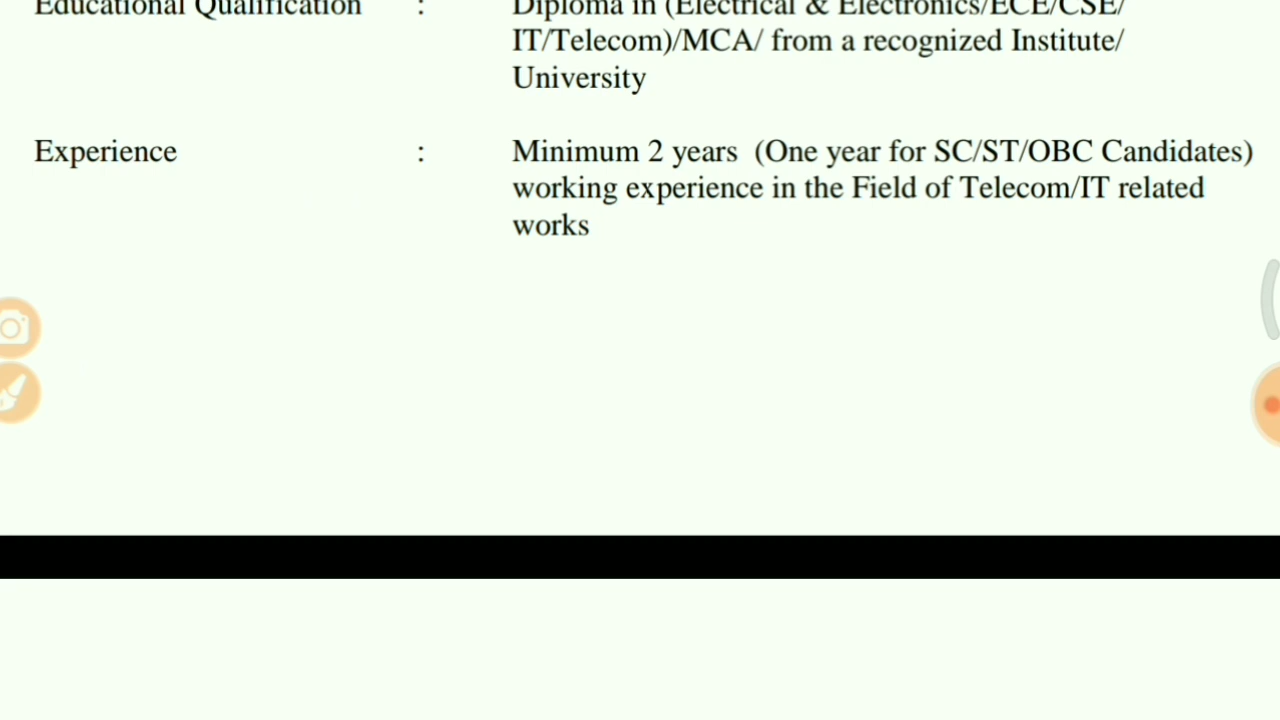 Educational Qualification : Diploma in (Electrical & Electronics/ECE/CSE/
IT/Telecom)/MCA/ from a recognized Institute/
University
Experience : Minimum 2 years (One year for SC/ST/OBC Candidates)
working experience in the Field of Telecom/IT related
works